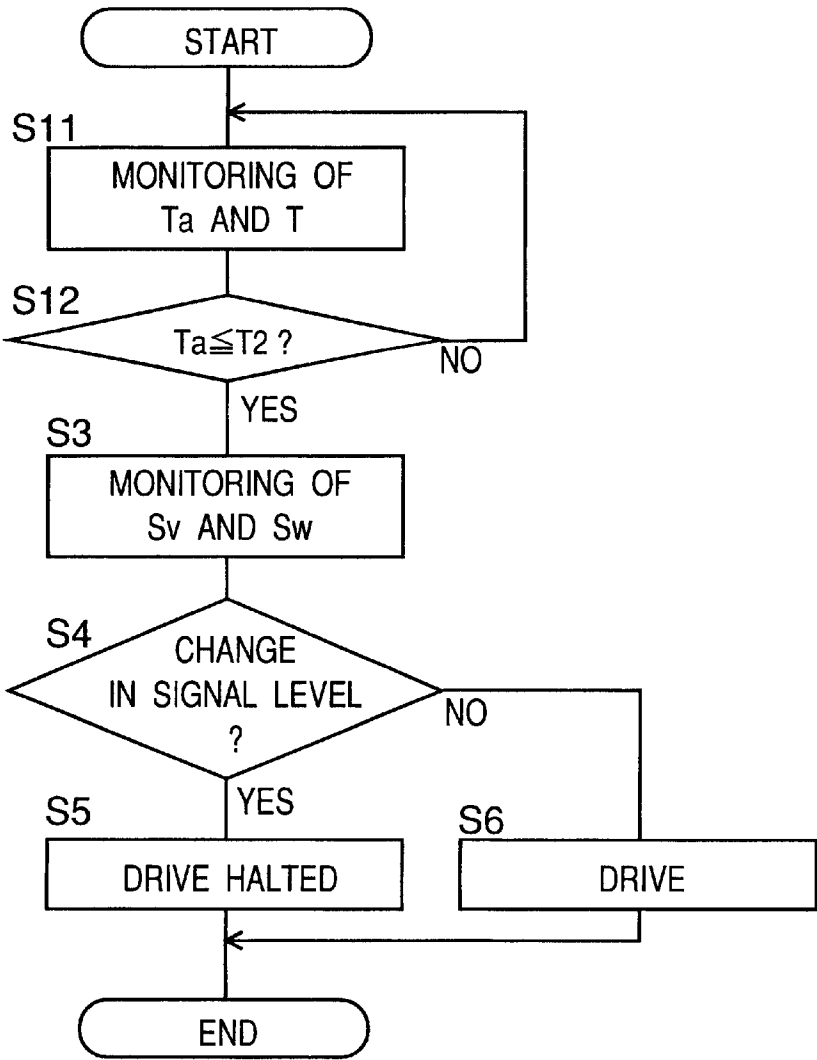 START
S11
MONITORING OF
Ta AND T
S12
Ta≦T2 ?
NO
YES
S3
MONITORING OF
Sv AND Sw
S4
CHANGE
IN SIGNAL LEVEL
?
NO
YES
S5
DRIVE HALTED
S6
DRIVE
END